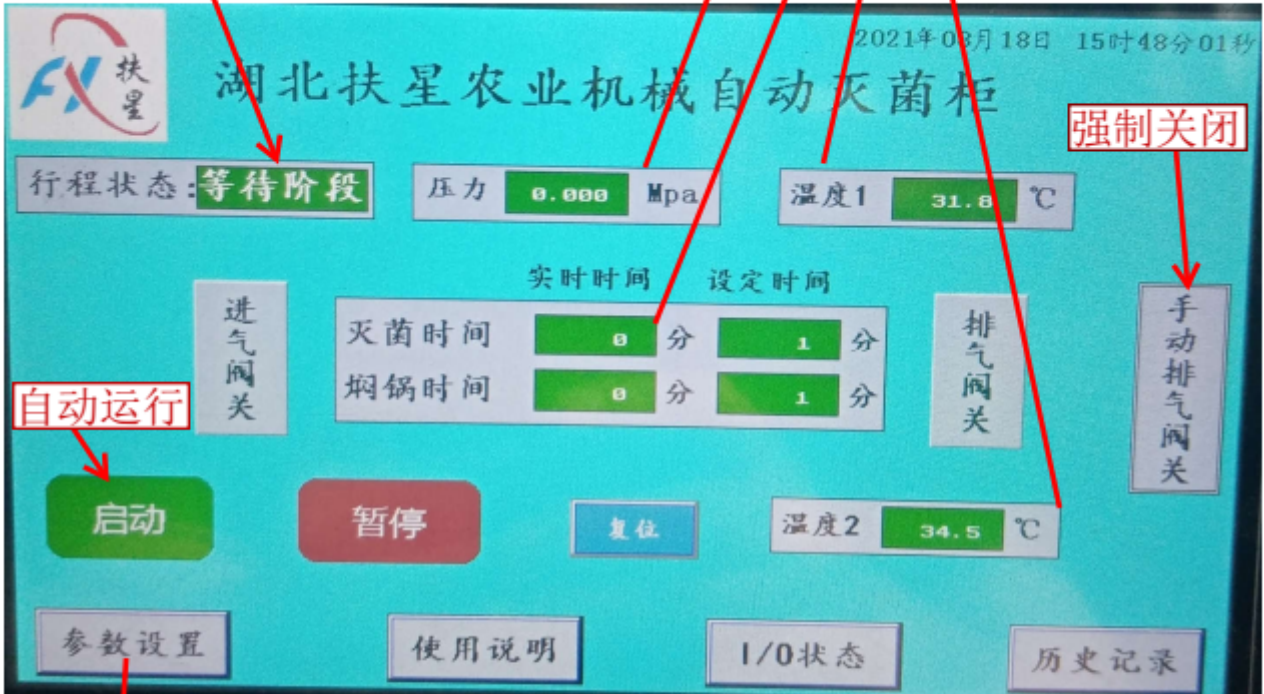 2021年03月18日 15时48分01秒
FX 扶星
湖北扶星农业机械自动灭菌柜
强制关闭
行程状态:等待阶段
压力 0.000 Mpa
温度1 31.8 ℃
实时时间 设定时间
进气阀关
灭菌时间 0 分 1 分
焖锅时间 0 分 1 分
排气阀关
手动排气阀关
自动运行
启动
暂停
复位
温度2 34.5 ℃
参数设置
使用说明
I/O状态
历史记录